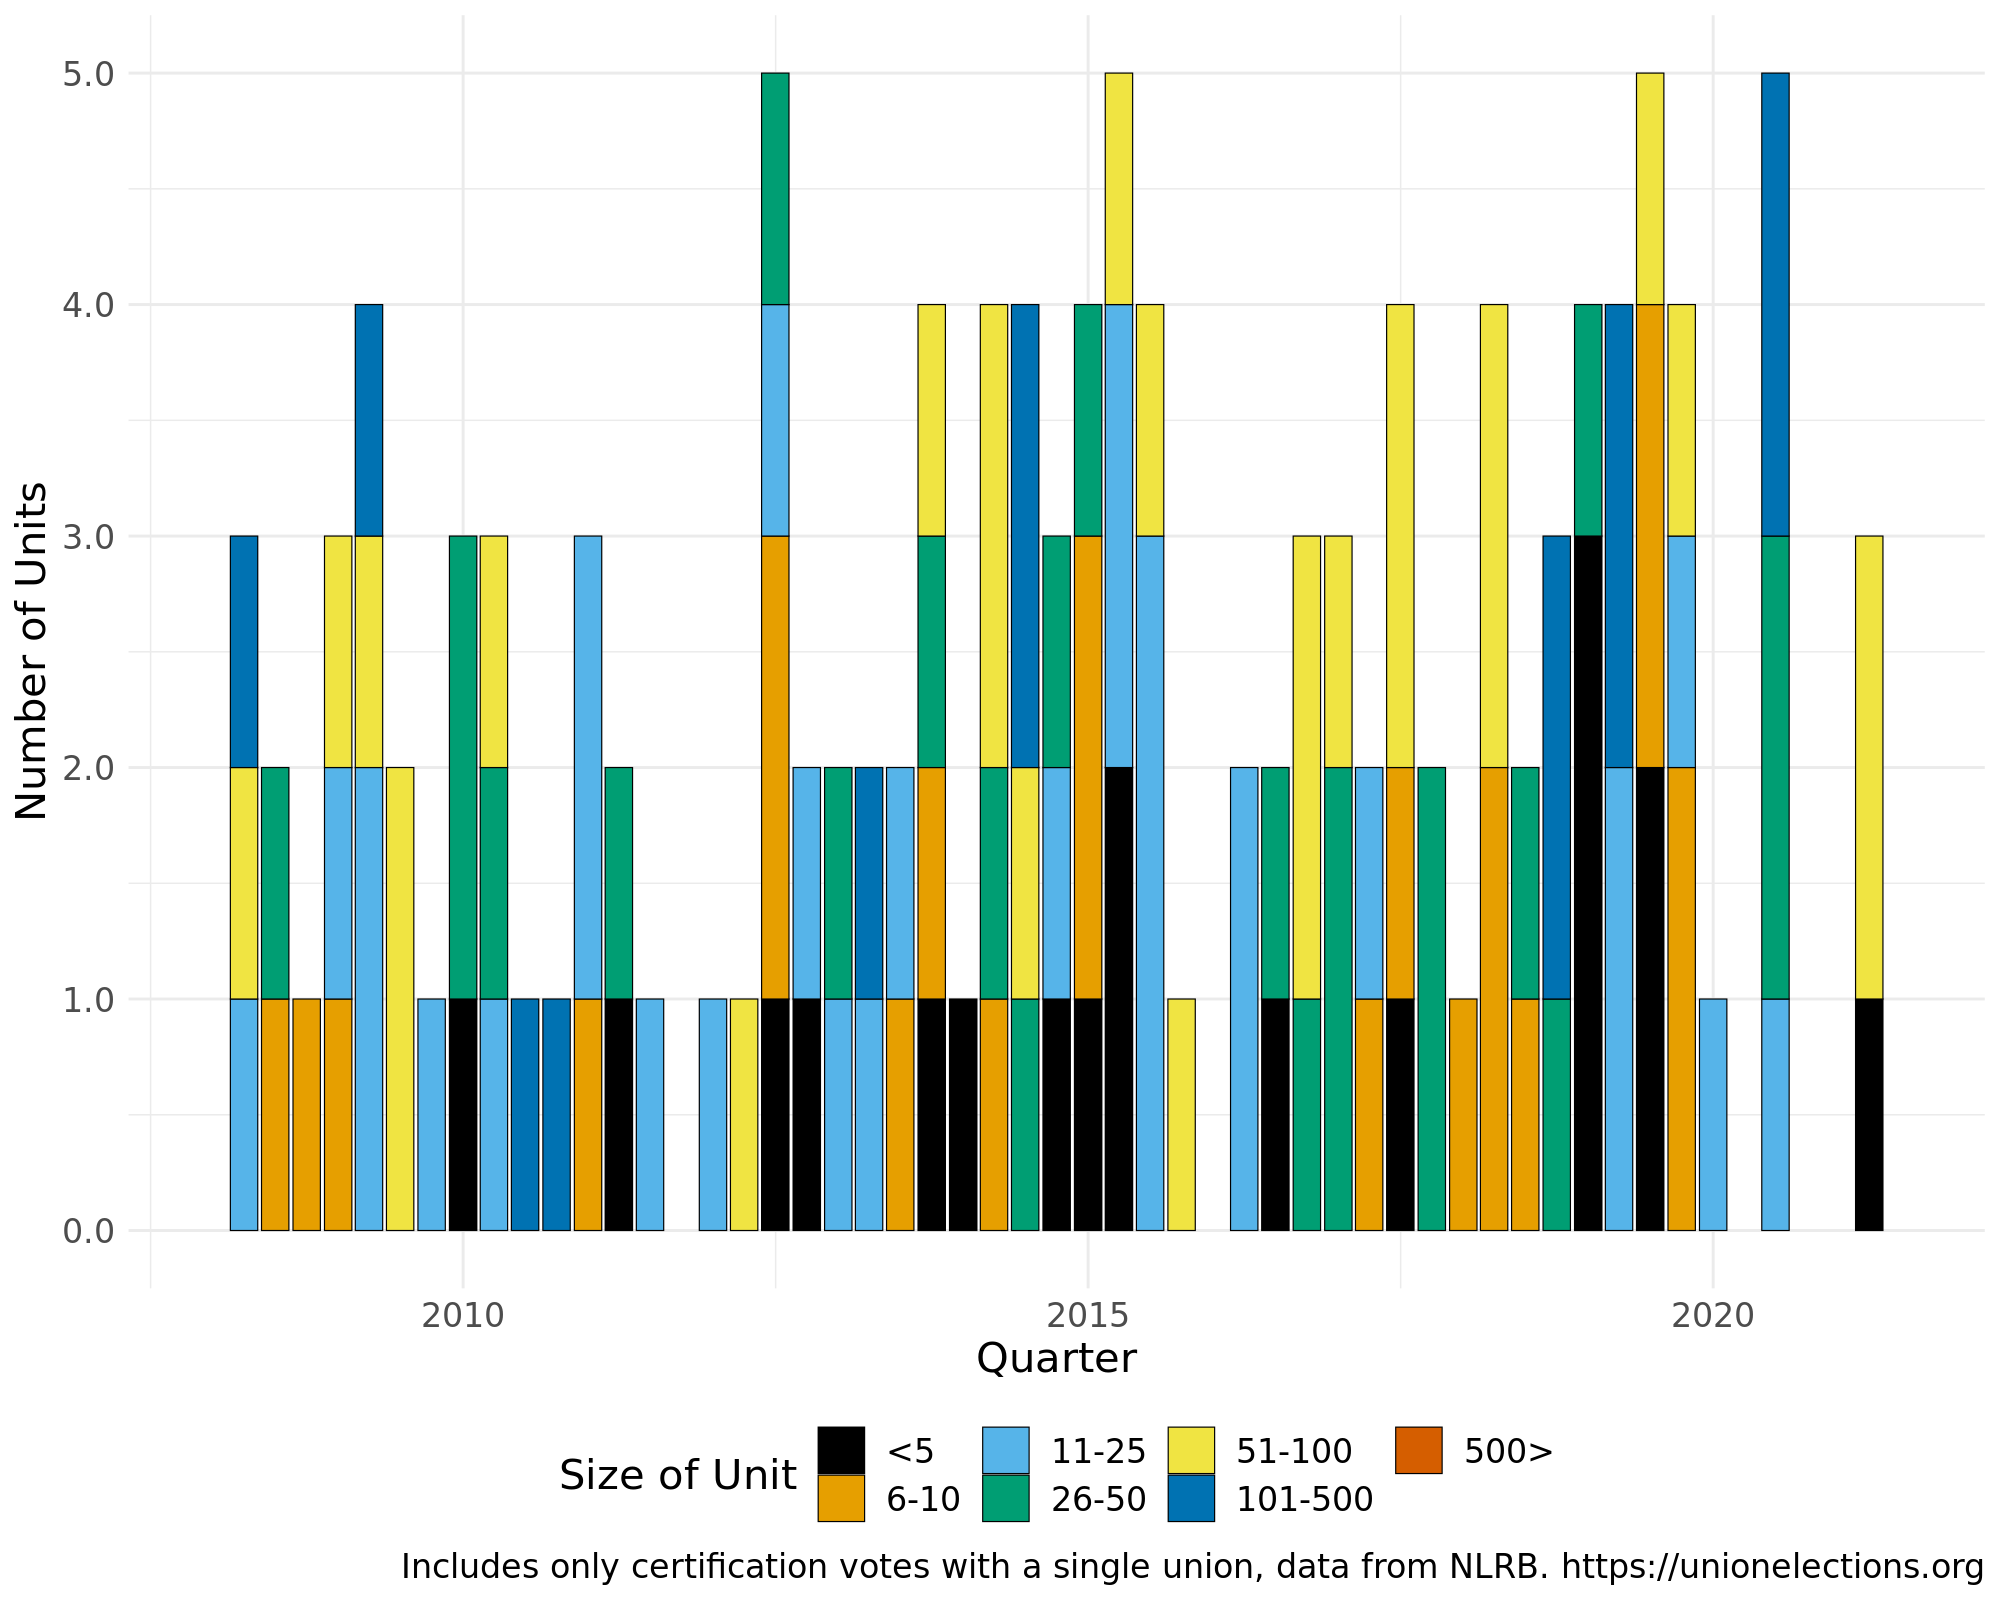 5.0
4.0
3.0
2.0
1.0
0.0
Number of Units
2010 2015 2020
Quarter
Size of Unit
<5 11-25 51-100 500>
6-10 26-50 101-500
Includes only certification votes with a single union, data from NLRB. https://unionelections.org